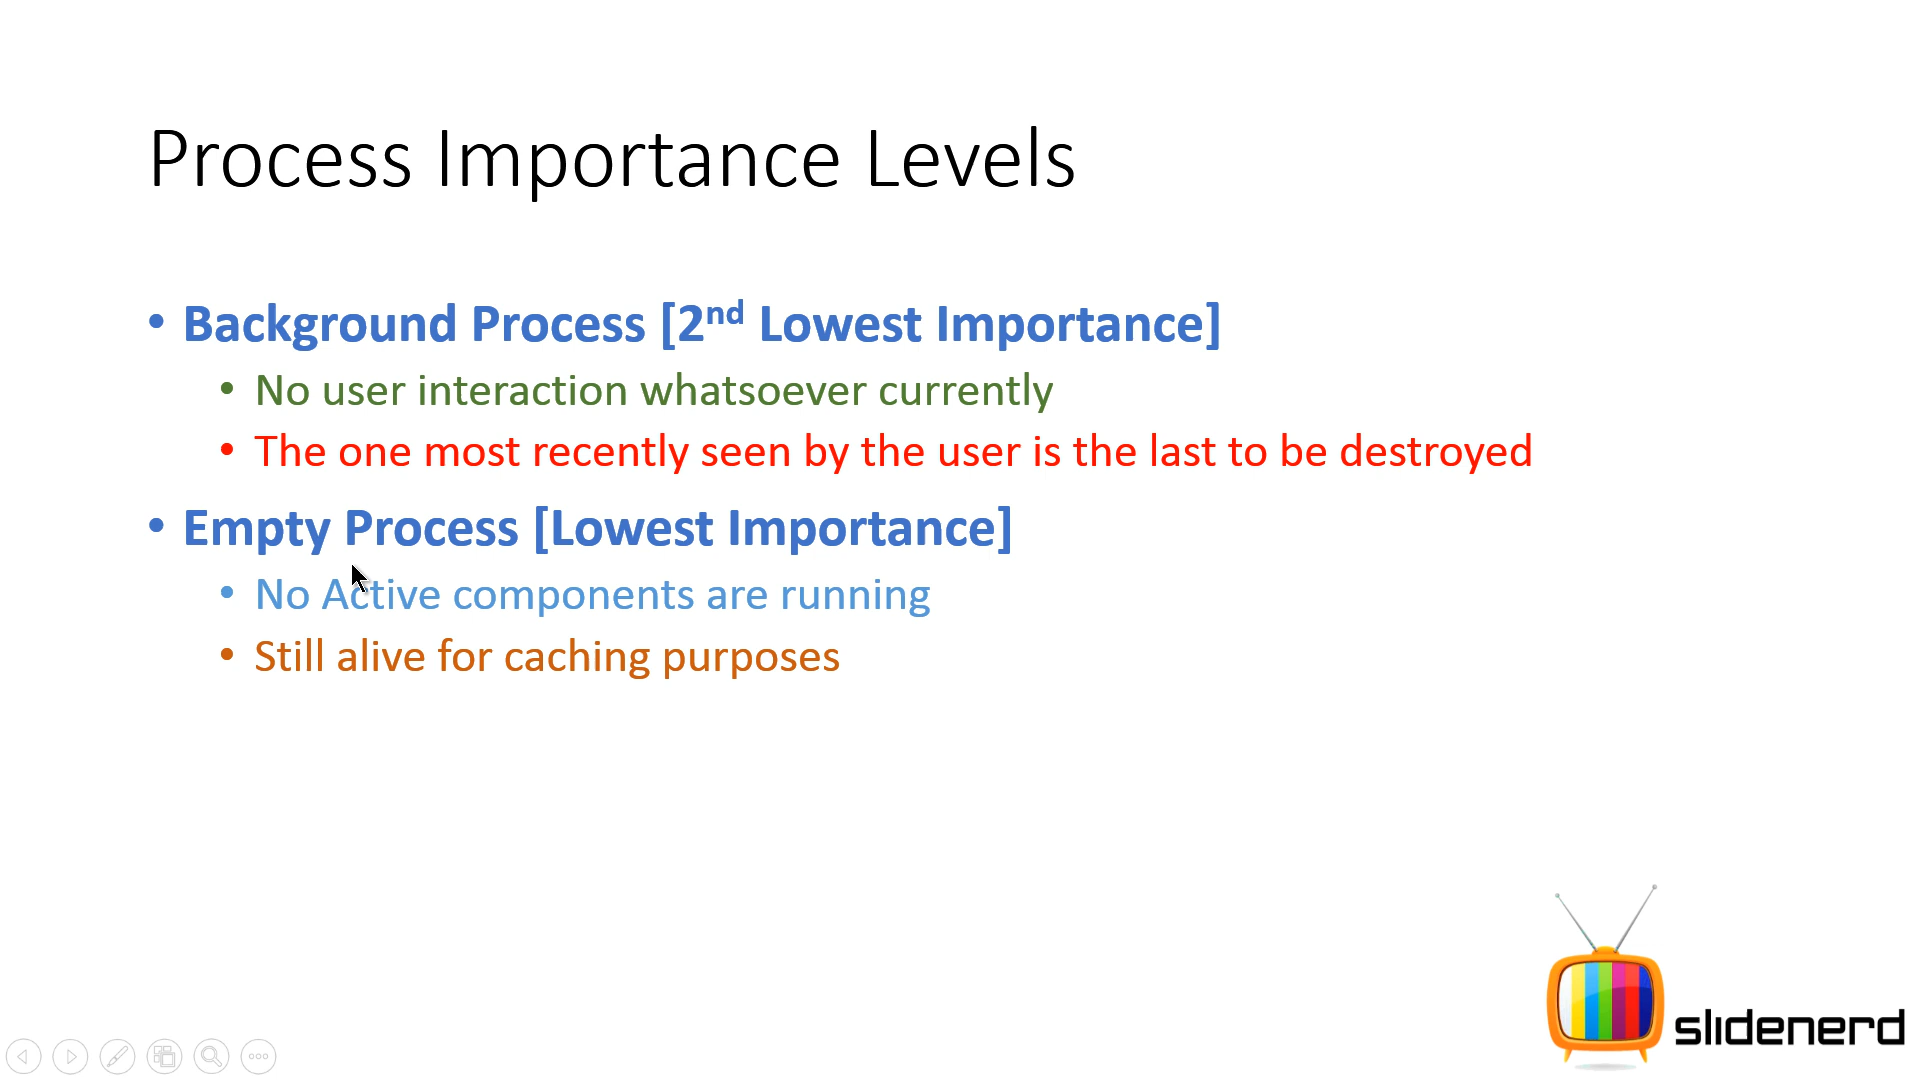 Process Importance Levels
• Background Process [2nd Lowest Importance]
• No user interaction whatsoever currently
• The one most recently seen by the user is the last to be destroyed
• Empty Process [Lowest Importance]
• No Active components are running
• Still alive for caching purposes
slidenerd